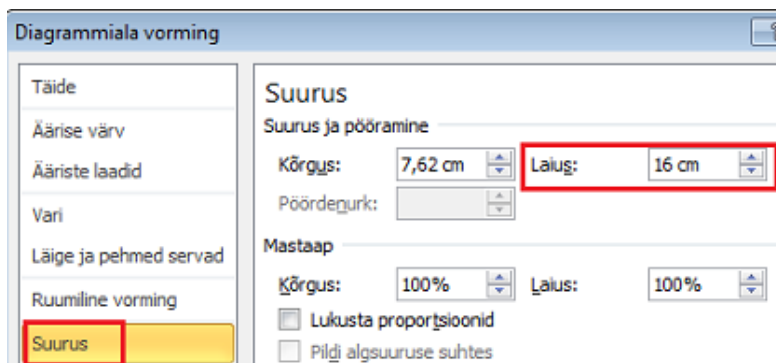 Diagrammiala vorming
Täide
Äärise värv
Ääriste laadid
Vari
Läige ja pehmed servad
Ruumiline vorming
Suurus
Suurus
Suurus ja pööramine
Kõrgus: 7,62 cm Laius: 16 cm
Pöördenurk:
Mastaap
Kõrgus: 100% Laius: 100%
Lukusta proportsioonid
Pildi algsuuruse suhtes